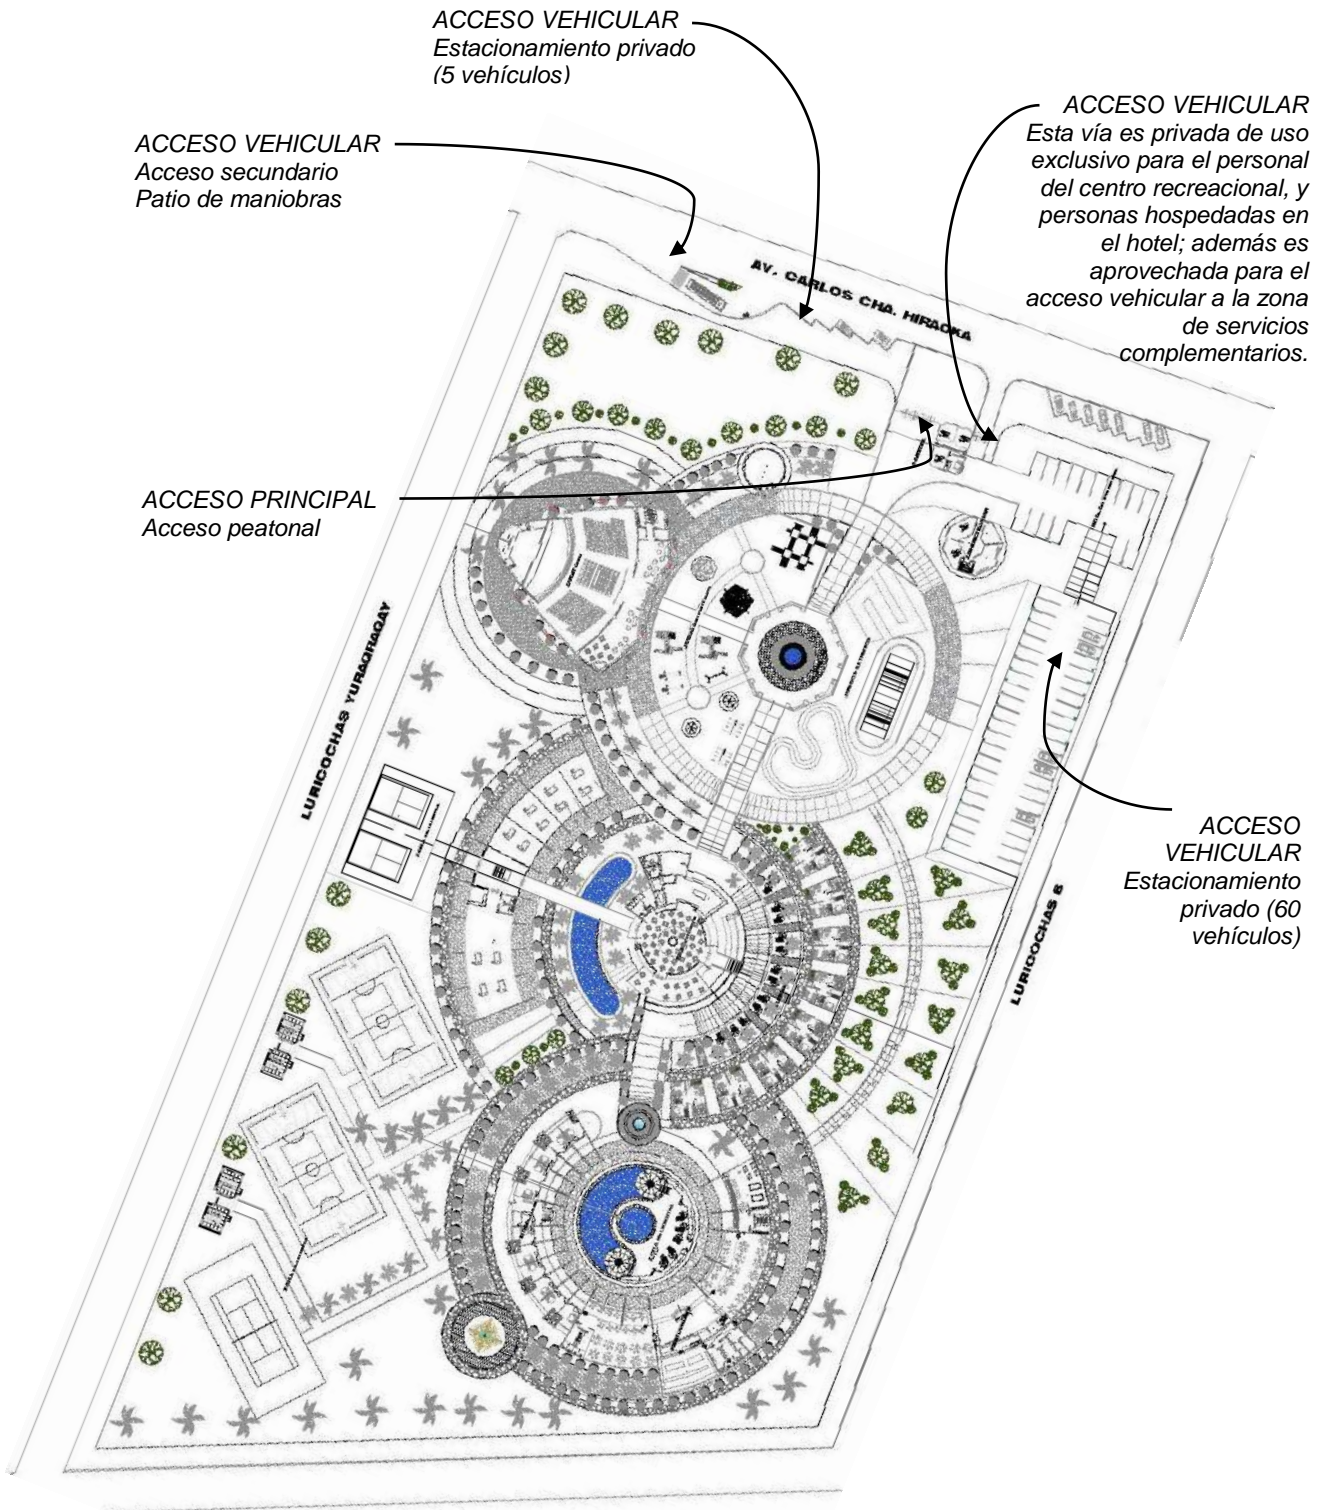 ACCESO VEHICULAR
Estacionamiento privado
(5 vehículos)
ACCESO VEHICULAR
Esta vía es privada de uso
exclusivo para el personal
del centro recreacional, y
personas hospedadas en
el hotel; además es
aprovechada para el
acceso vehicular a la zona
de servicios
complementarios.
ACCESO VEHICULAR
Acceso secundario
Patio de maniobras
AV. CARLOS CHA. HIRAOKA
ACCESO PRINCIPAL
Acceso peatonal
LURICOCHAS YURAQRAQAY
ACCESO
VEHICULAR
Estacionamiento
privado (60
vehículos)
LURICOCHAS